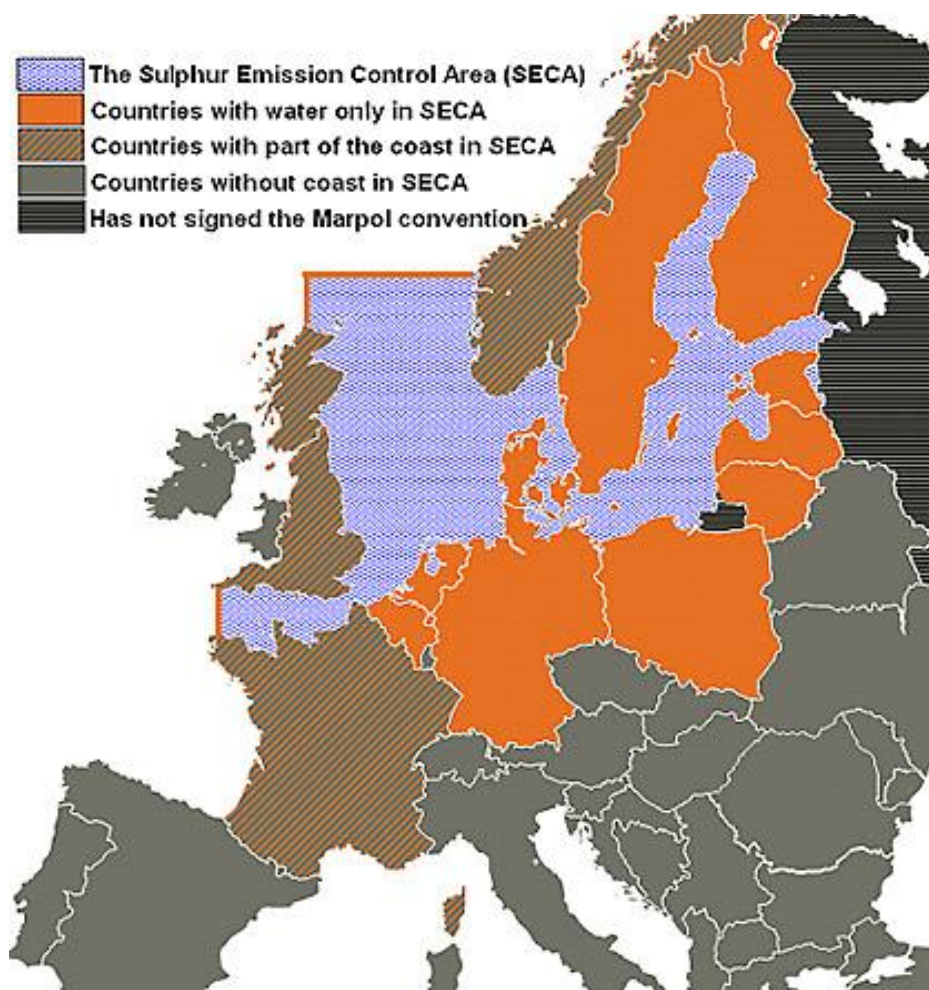 The Sulphur Emission Control Area (SECA)
Countries with water only in SECA
Countries with part of the coast in SECA
Countries without coast in SECA
Has not signed the Marpol convention